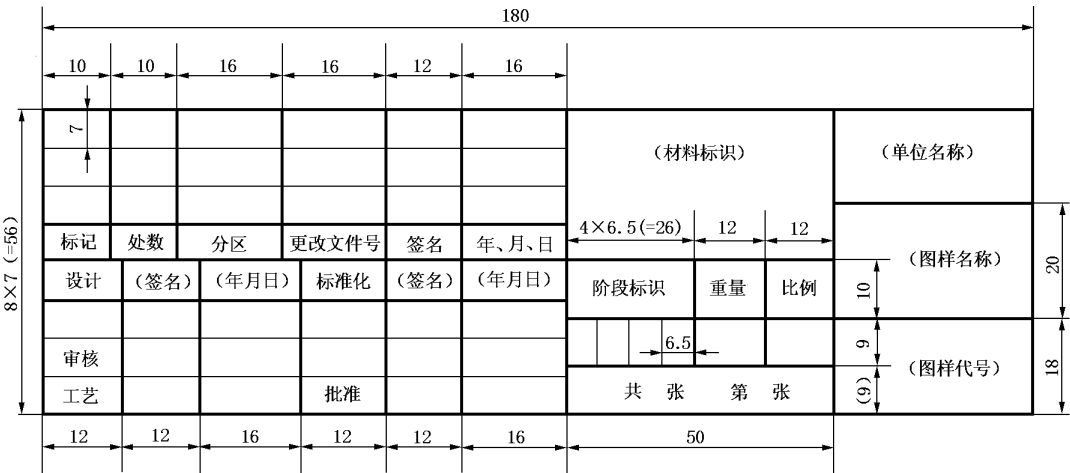 180
10 10 16 16 12 16
7
(材料标识) (单位名称)
8×7(=56)
4×6.5(=26) 12 12
标记 处数 分区 更改文件号 签名 年、月、日
(图样名称)
20
设计 (签名) (年月日) 标准化 (签名) (年月日)
阶段标识 重量 比例 10
6.5 9
审核
(图样代号) 18
工艺 批准
共 张 第 张 (9)
12 12 16 12 12 16 50